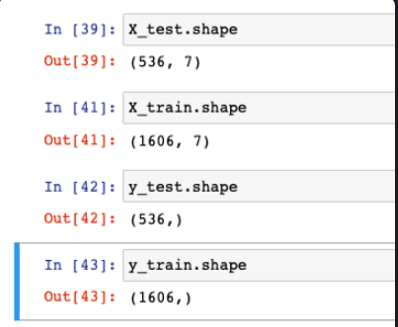 In [39]: X_test.shape
Out[39]: (536, 7)
In [41]: X_train.shape
Out[41]: (1606, 7)
In [42]: y_test.shape
Out[42]: (536,)
In [43]: y_train.shape
Out[43]: (1606,)